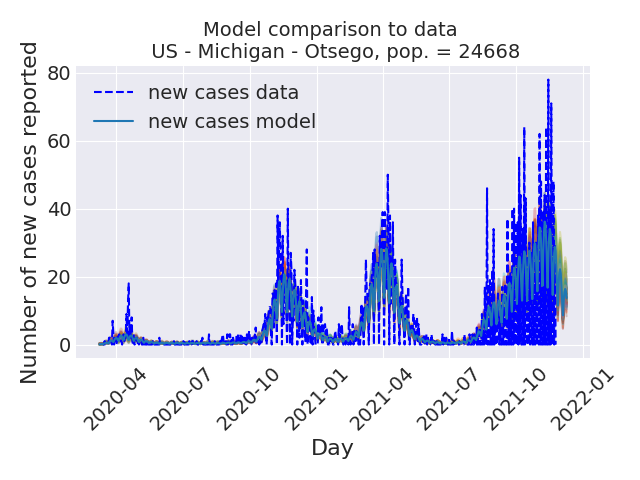 Model comparison to data
US - Michigan - Otsego, pop. = 24668
Number of new cases reported
80
60
40
20
0
new cases data
new cases model
2020-04
2020-07
2020-10
2021-01
2021-04
2021-07
2021-10
2022-01
Day